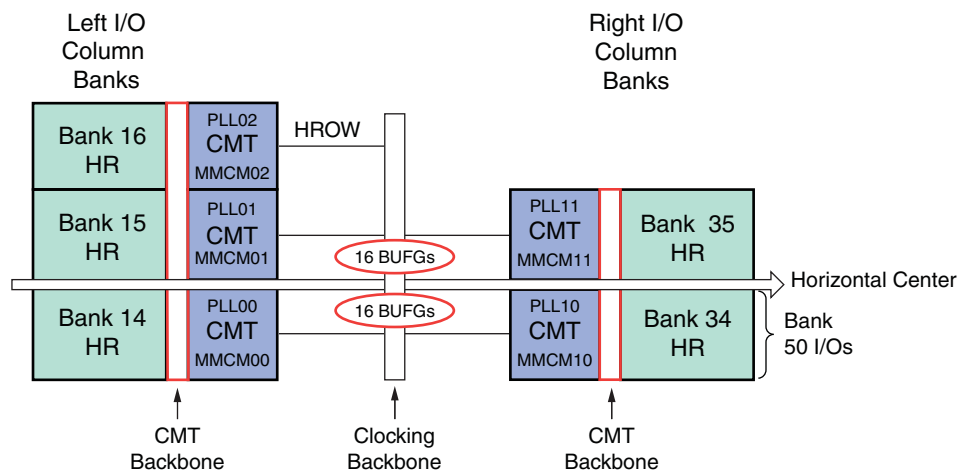 Left I/O
Column
Banks
Right I/O
Column
Banks
Bank 16
HR
PLL02
CMT
MMCM02
HROW
Bank 15
HR
PLL01
CMT
MMCM01
16 BUFGs
PLL11
CMT
MMCM11
Bank 35
HR
Horizontal Center
Bank 14
HR
PLL00
CMT
MMCM00
16 BUFGs
PLL10
CMT
MMCM10
Bank 34
HR
Bank
50 I/Os
CMT
Backbone
Clocking
Backbone
CMT
Backbone